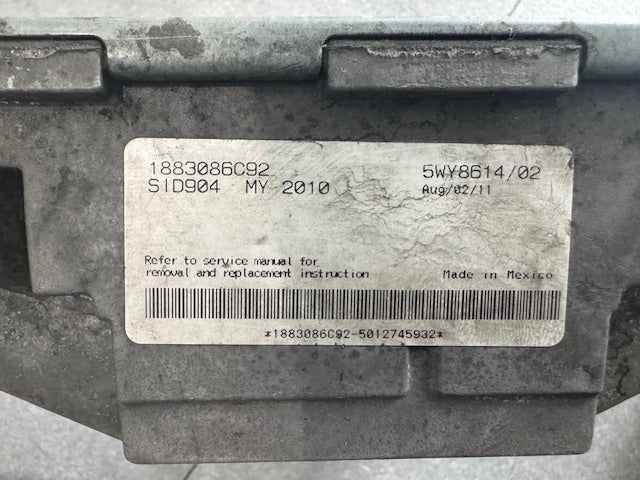 1883086C92 5WY8614/02
SID904 MY 2010 Aug/02/11
Refer to service manual for
removal and replacement instruction Made in Mexico
*1883086C92-5012745932*